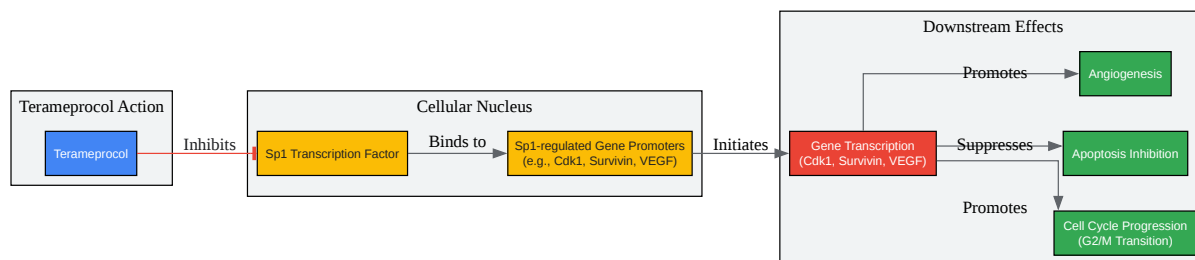 Terameprocol Action
Terameprocol
Inhibits
Cellular Nucleus
Sp1 Transcription Factor
Binds to
Sp1-regulated Gene Promoters
(e.g., Cdk1, Survivin, VEGF)
Initiates
Downstream Effects
Gene Transcription
(Cdk1, Survivin, VEGF)
Promotes
Angiogenesis
Suppresses
Apoptosis Inhibition
Promotes
Cell Cycle Progression
(G2/M Transition)